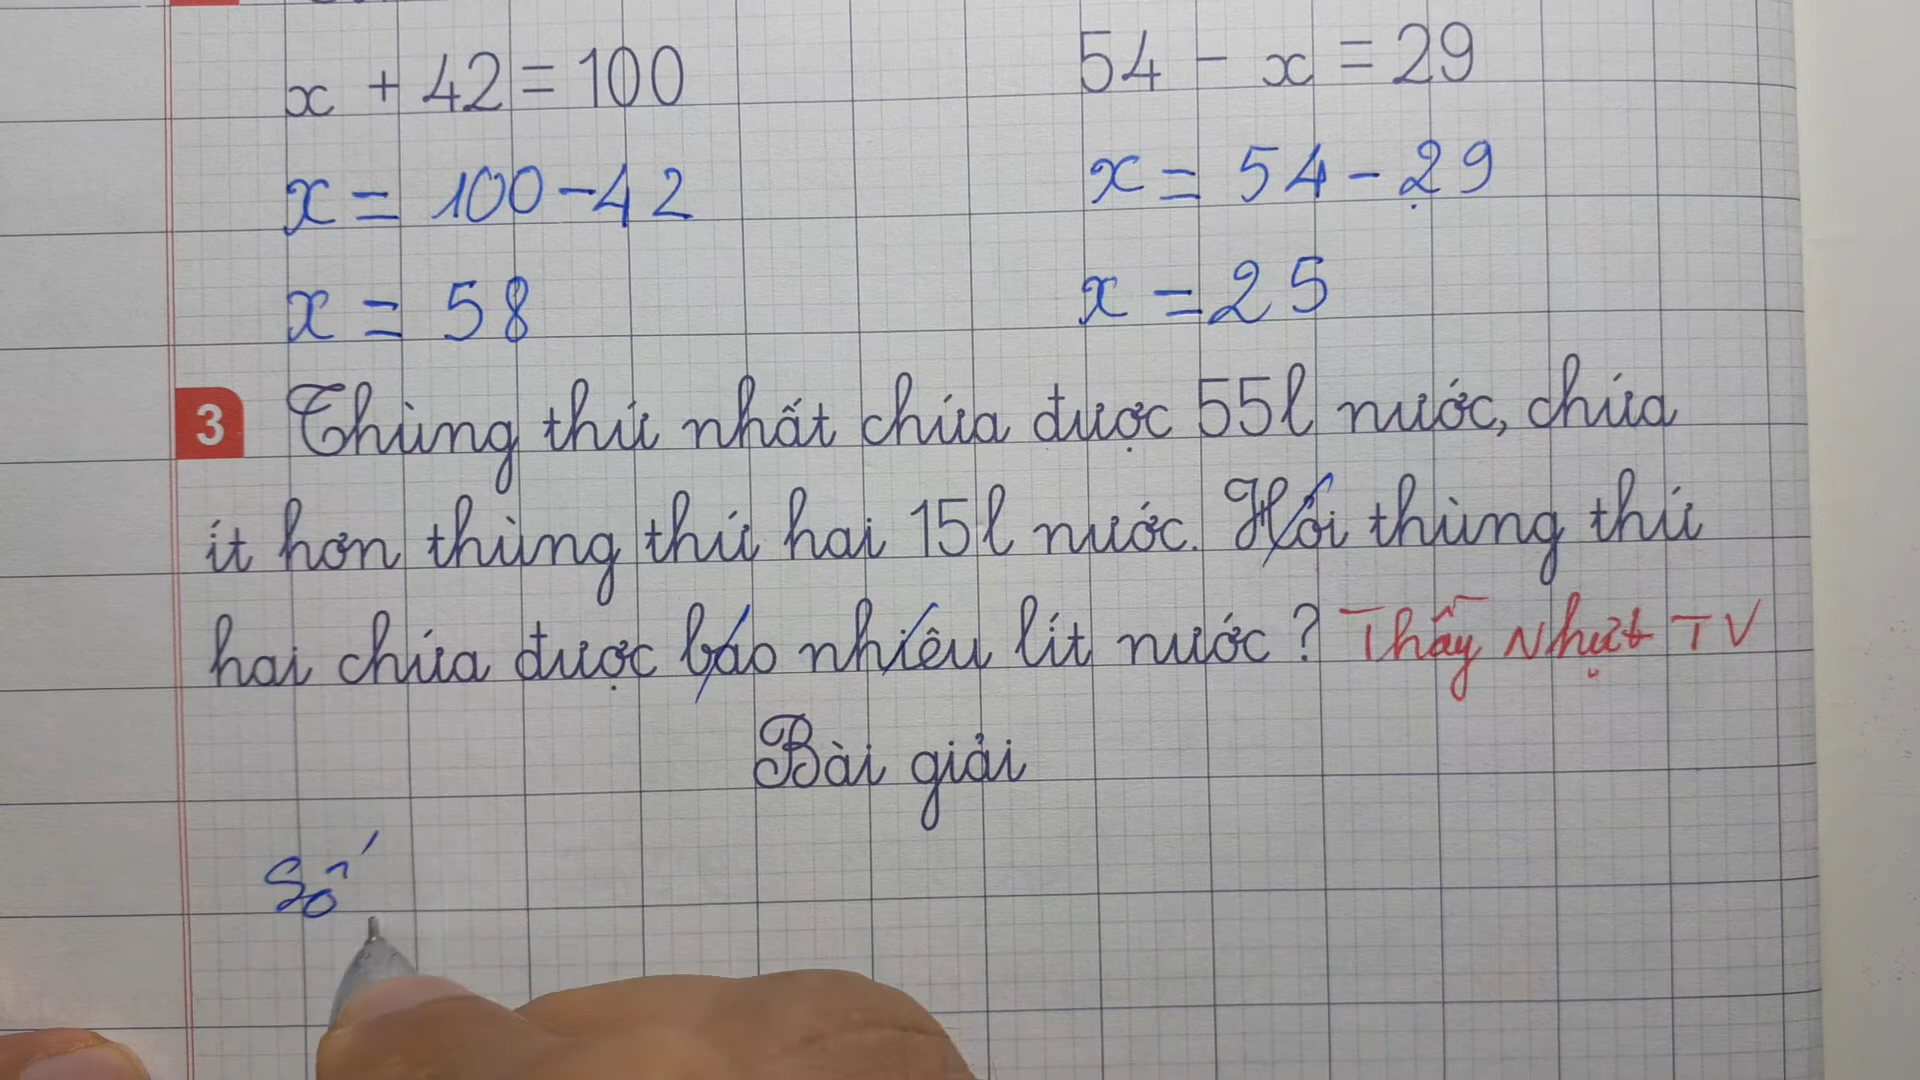 x + 42 = 100
54 - x = 29
x = 100 - 42
x = 54 - 29
x = 58
x = 25
3 Thùng thứ nhất chứa được 55l nước, chứa
ít hơn thùng thứ hai 15l nước. Hỏi thùng thứ
hai chứa được bao nhiêu lít nước? Thầy Nhựt TV
Bài giải
Số